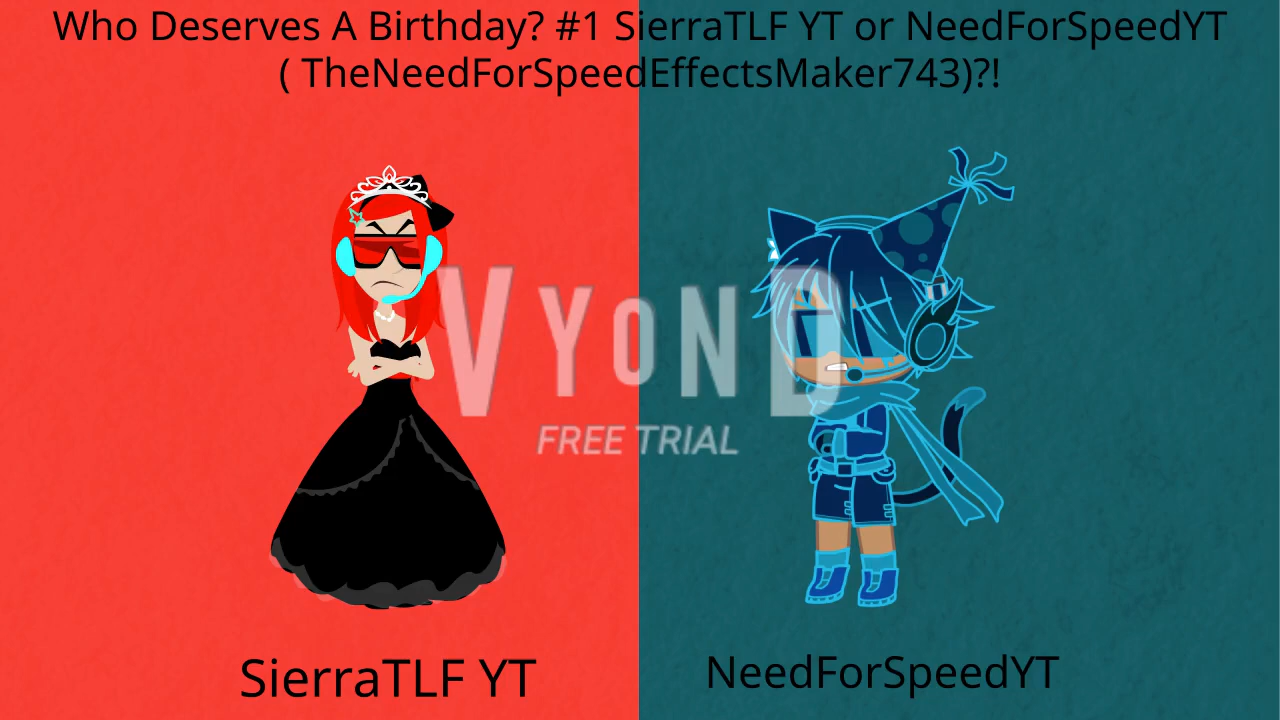 Who Deserves A Birthday? #1 SierraTLF YT or NeedForSpeedYT
( TheNeedForSpeedEffectsMaker743)?!
VYOND
FREE TRIAL
SierraTLF YT
NeedForSpeedYT